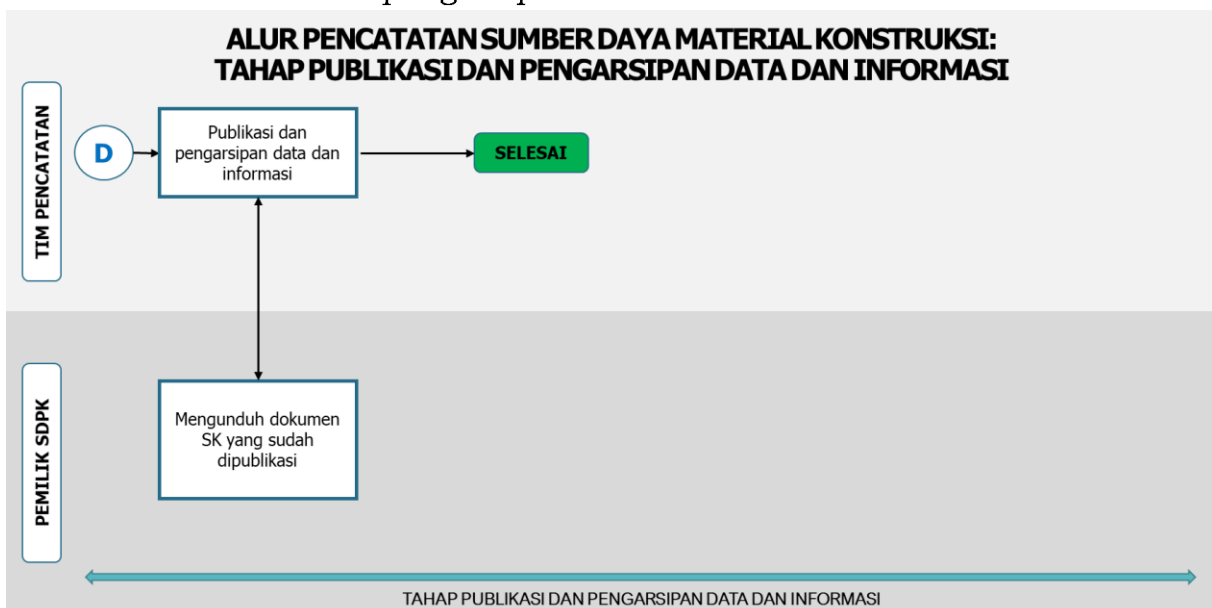 ALUR PENCATATAN SUMBER DAYA MATERIAL KONSTRUKSI:
TAHAP PUBLIKASI DAN PENGARSIPAN DATA DAN INFORMASI
TIM PENCATATAN
D
Publikasi dan
pengarsipan data dan
informasi
SELESAI
PEMILIK SDPK
Mengunduh dokumen
SK yang sudah
dipublikasi
TAHAP PUBLIKASI DAN PENGARSIPAN DATA DAN INFORMASI